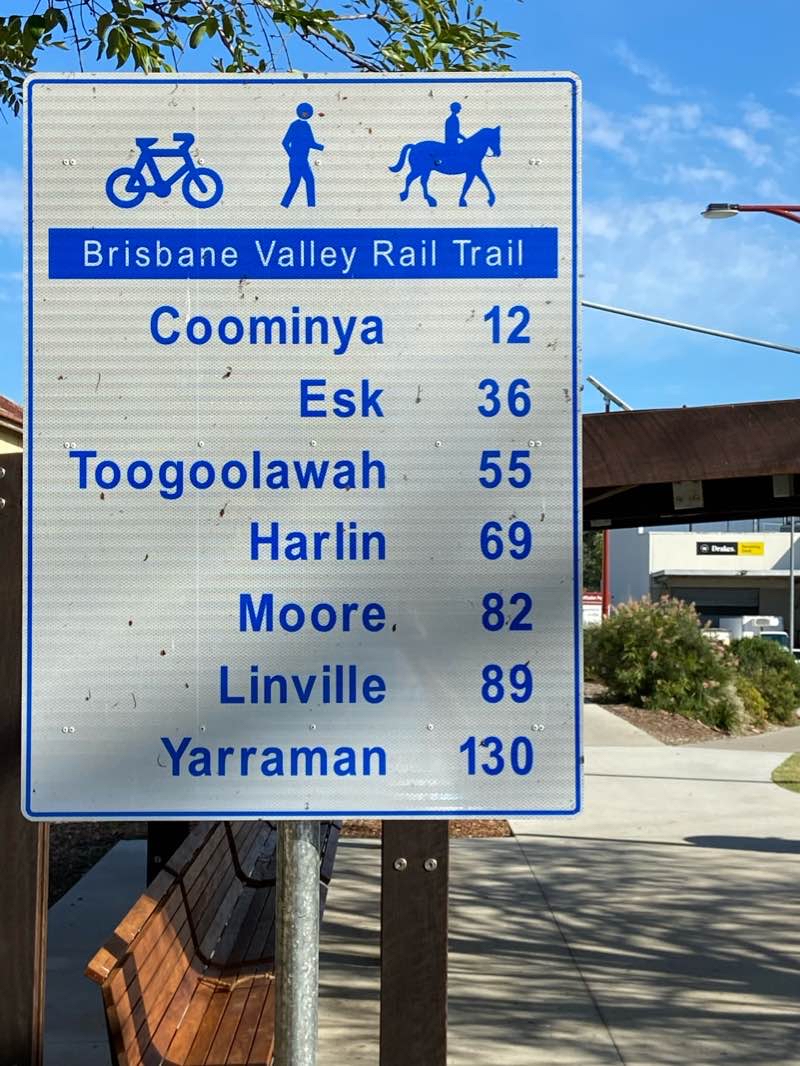 Brisbane Valley Rail Trail
Coominya 12
Esk 36
Toogoolawah 55
Harlin 69
Moore 82
Linville 89
Yarraman 130
Drakes.